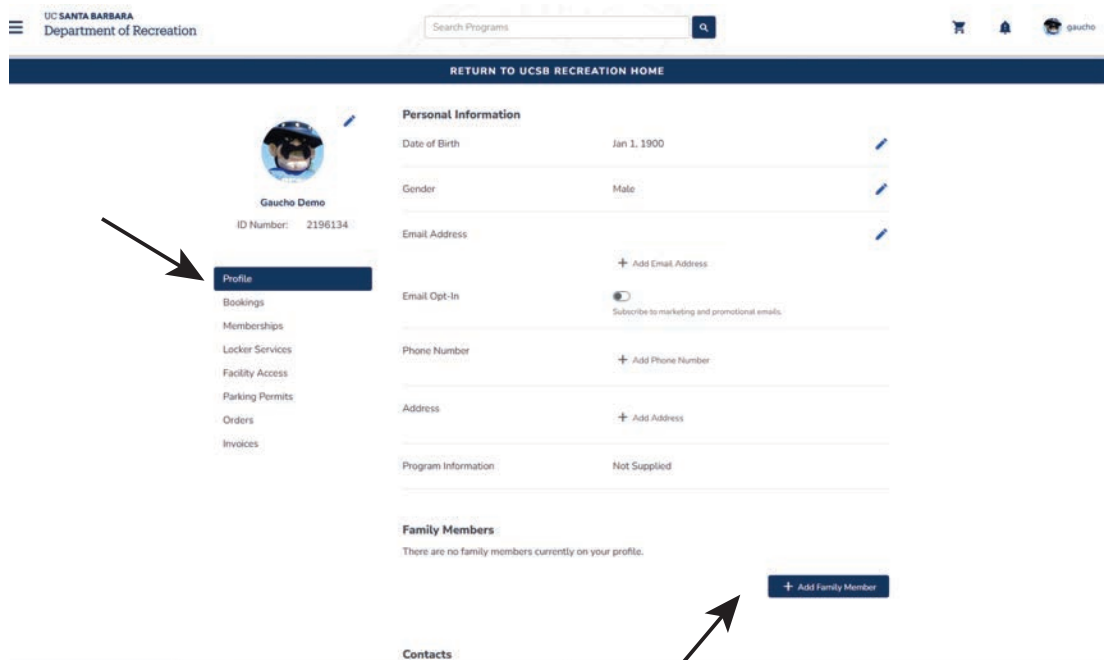 UC SANTA BARBARA
Department of Recreation
Search Programs
gaucho
RETURN TO UCSB RECREATION HOME
Gaucho Demo
ID Number: 2196134
Profile
Bookings
Memberships
Locker Services
Facility Access
Parking Permits
Orders
Invoices
Personal Information
Date of Birth Jan 1, 1900
Gender Male
Email Address
+ Add Email Address
Email Opt-In
Subscribe to marketing and promotional emails.
Phone Number
+ Add Phone Number
Address
+ Add Address
Program Information Not Supplied
Family Members
There are no family members currently on your profile.
+ Add Family Member
Contacts